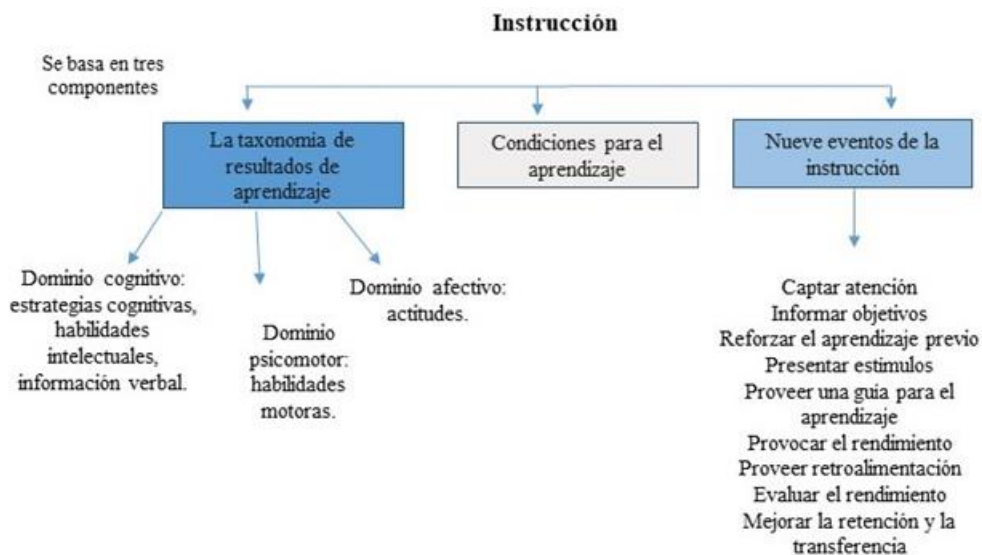 Instrucción
Se basa en tres
componentes
La taxonomia de
resultados de
aprendizaje
Condiciones para el
aprendizaje
Nueve eventos de la
instrucción
Dominio cognitivo:
estrategias cognitivas,
habilidades
intelectuales,
información verbal.
Dominio
psicomotor:
habilidades
motoras.
Dominio afectivo:
actitudes.
Captar atención
Informar objetivos
Reforzar el aprendizaje previo
Presentar estimulos
Proveer una guía para el
aprendizaje
Provocar el rendimiento
Proveer retroalimentación
Evaluar el rendimiento
Mejorar la retención y la
transferencia